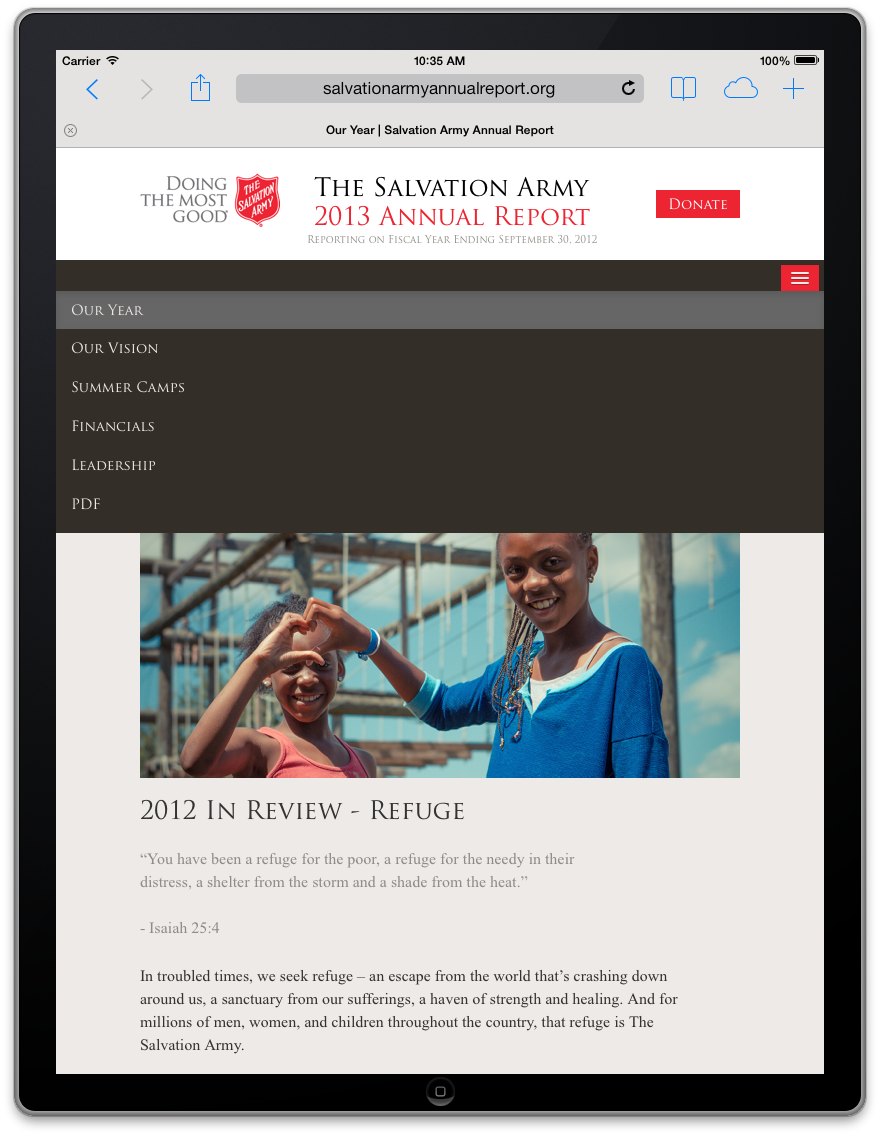 Carrier 10:35 AM 100%
salvationarmyannualreport.org
Our Year | Salvation Army Annual Report
Doing
The Most
Good®
The
Salvation
Army
The Salvation Army
2013 Annual Report
Reporting on Fiscal Year Ending September 30, 2012
Donate
Our Year
Our Vision
Summer Camps
Financials
Leadership
PDF
2012 In Review - Refuge
“You have been a refuge for the poor, a refuge for the needy in their
distress, a shelter from the storm and a shade from the heat.”
- Isaiah 25:4
In troubled times, we seek refuge – an escape from the world that’s crashing down
around us, a sanctuary from our sufferings, a haven of strength and healing. And for
millions of men, women, and children throughout the country, that refuge is The
Salvation Army.